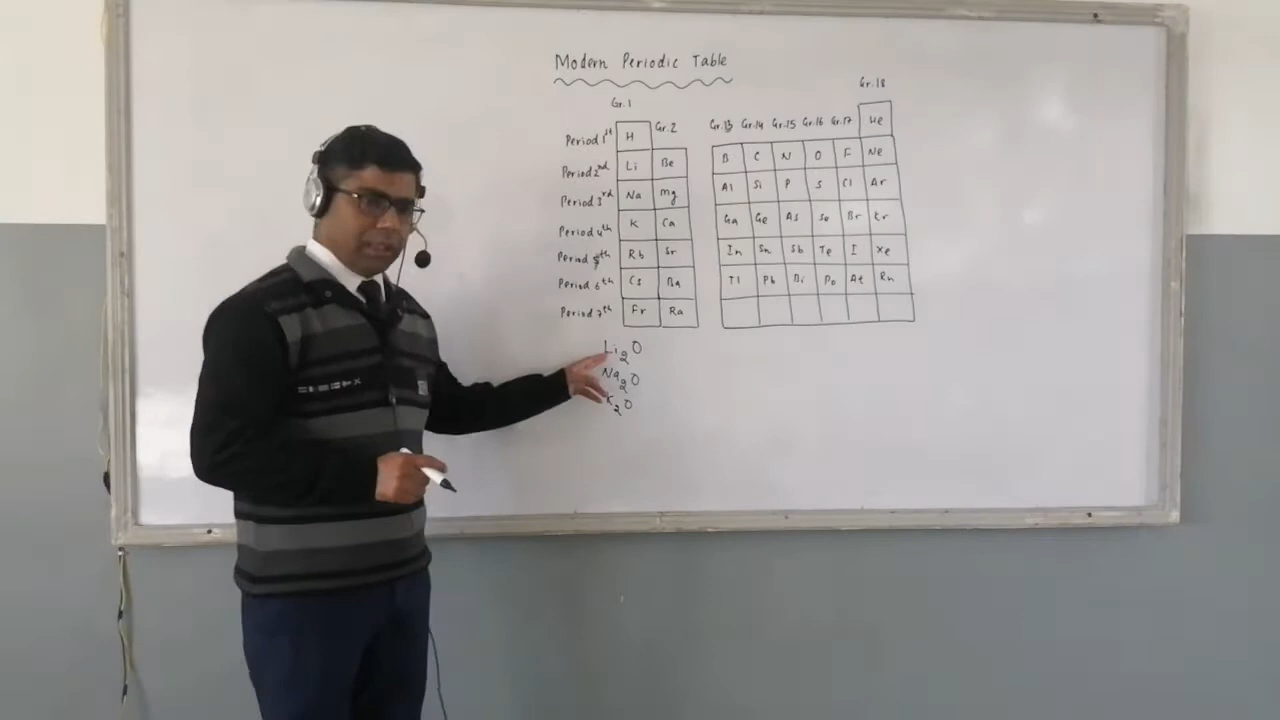 Modern Periodic Table
Gr.18
Gr.1
Gr.2 Gr.13 Gr.14 Gr.15 Gr.16 Gr.17 He
Period 1st H
Period 2nd Li Be B C N O F Ne
Period 3rd Na Mg Al Si P S Cl Ar
Period 4th K Ca Ga Ge As Se Br Kr
Period 5th Rb Sr In Sn Sb Te I Xe
Period 6th Cs Ba Tl Pb Bi Po At Rn
Period 7th Fr Ra
Li2O
Na2O
K2O